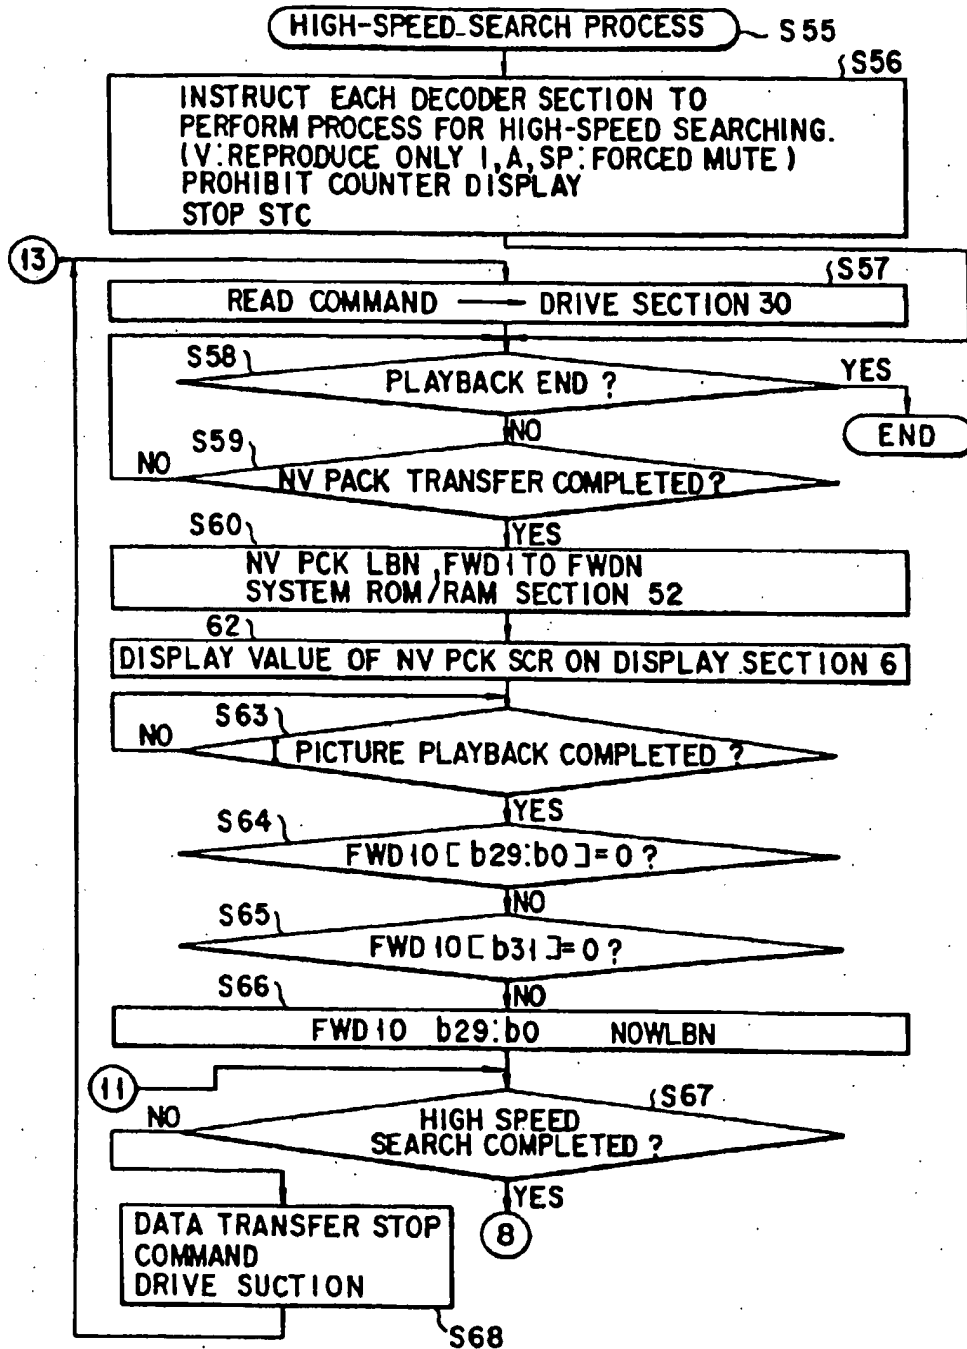 HIGH-SPEED SEARCH PROCESS
S55
S56
INSTRUCT EACH DECODER SECTION TO
PERFORM PROCESS FOR HIGH-SPEED SEARCHING.
(V:REPRODUCE ONLY I, A, SP:FORCED MUTE)
PROHIBIT COUNTER DISPLAY
STOP STC
13
S57
READ COMMAND → DRIVE SECTION 30
S58
PLAYBACK END ?
YES
END
NO
S59
NO
NV PACK TRANSFER COMPLETED ?
YES
S60
NV PCK LBN, FWD1 TO FWDN
SYSTEM ROM/RAM SECTION 52
62
DISPLAY VALUE OF NV PCK SCR ON DISPLAY SECTION 6
S63
NO
I PICTURE PLAYBACK COMPLETED ?
YES
S64
FWD10 [ b29:b0 ]=0 ?
NO
S65
FWD10 [ b31 ]=0 ?
NO
S66
FWD10 b29:b0 NOWLBN
11
S67
NO
HIGH SPEED
SEARCH COMPLETED ?
YES
8
DATA TRANSFER STOP
COMMAND
DRIVE SUCTION
S68